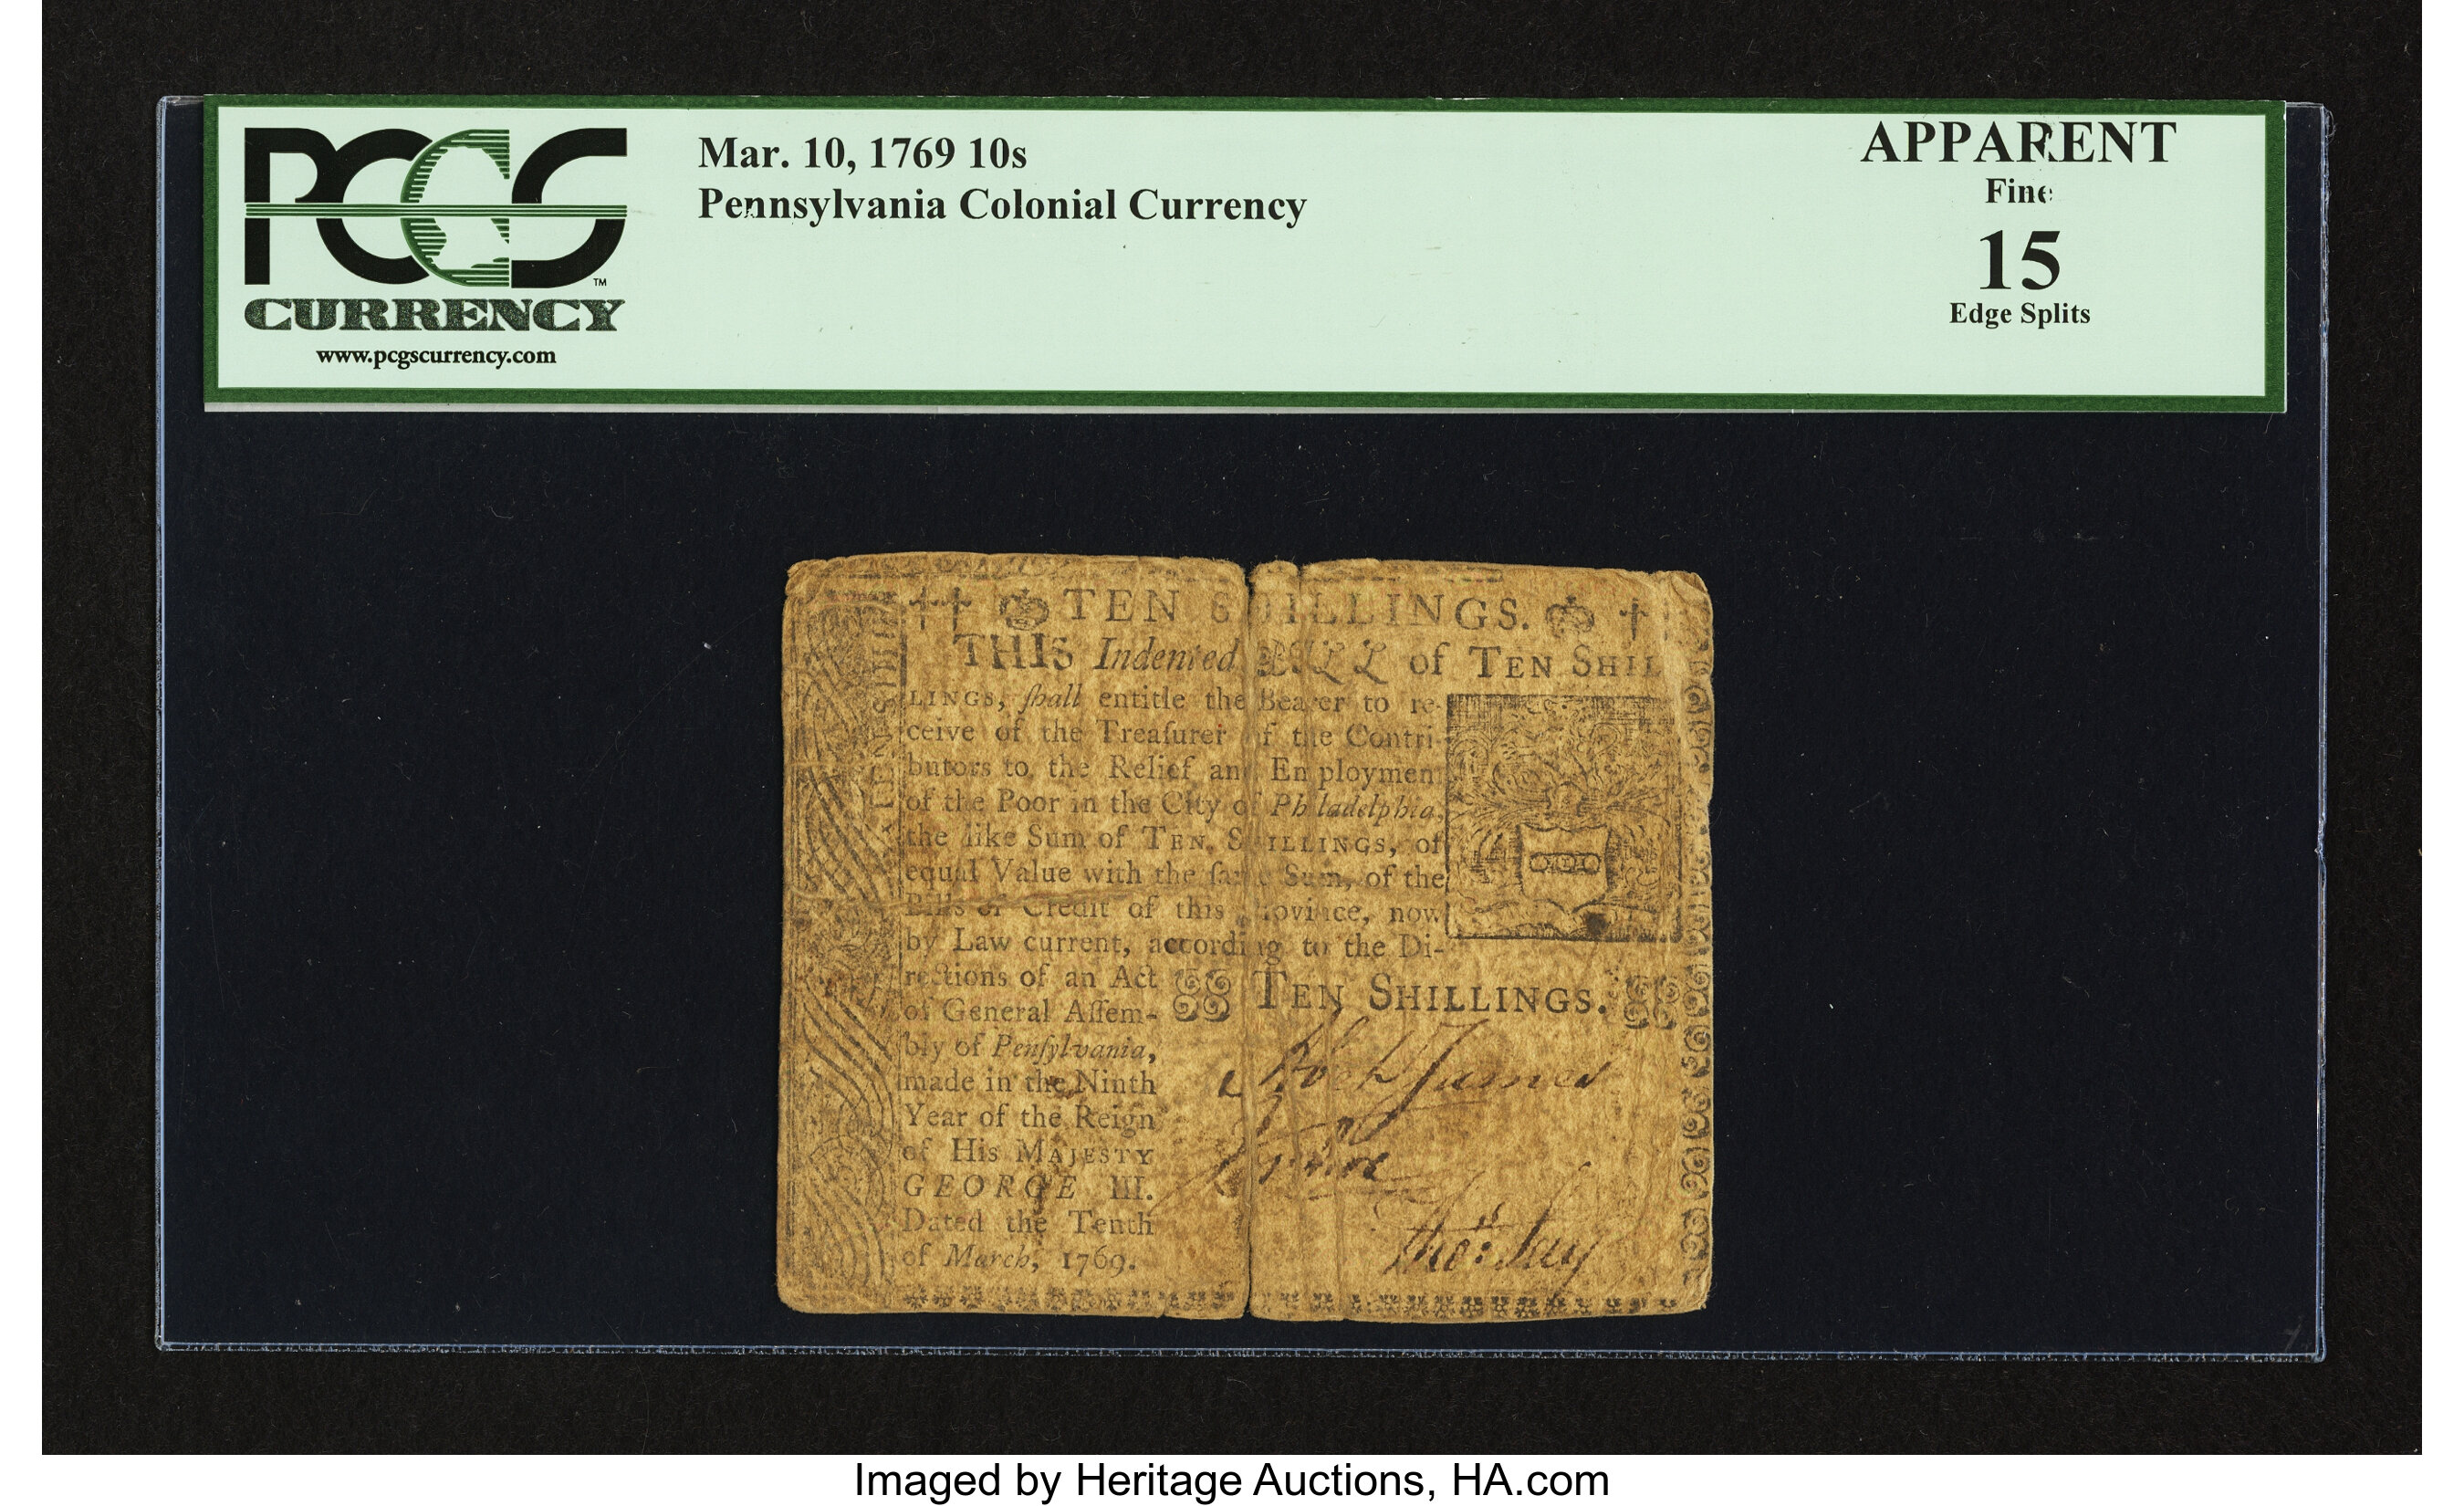 PCGS
CURRENCY
www.pcgscurrency.com
Mar. 10, 1769 10s
Pennsylvania Colonial Currency
APPARENT
Fine
15
Edge Splits
TEN SHILLINGS.
THIS Indented BILL of TEN SHIL
LINGS, ſhall entitle the Bearer to re-
ceive of the Treaſurer of the Contri-
butors to the Relief and Employment
of the Poor in the City of Philadelphia,
the like Sum of TEN SHILLINGS, of
equal Value with the ſame Sum, of the
Bills of Credit of this Province, now
by Law current, according to the Di-
rections of an Act
of General Aſſem-
bly of Penſylvania,
made in the Ninth
Year of the Reign
of His MAJESTY
GEORGE III.
Dated the Tenth
of March, 1769.
TEN SHILLINGS.
James
Thos: Say
Imaged by Heritage Auctions, HA.com